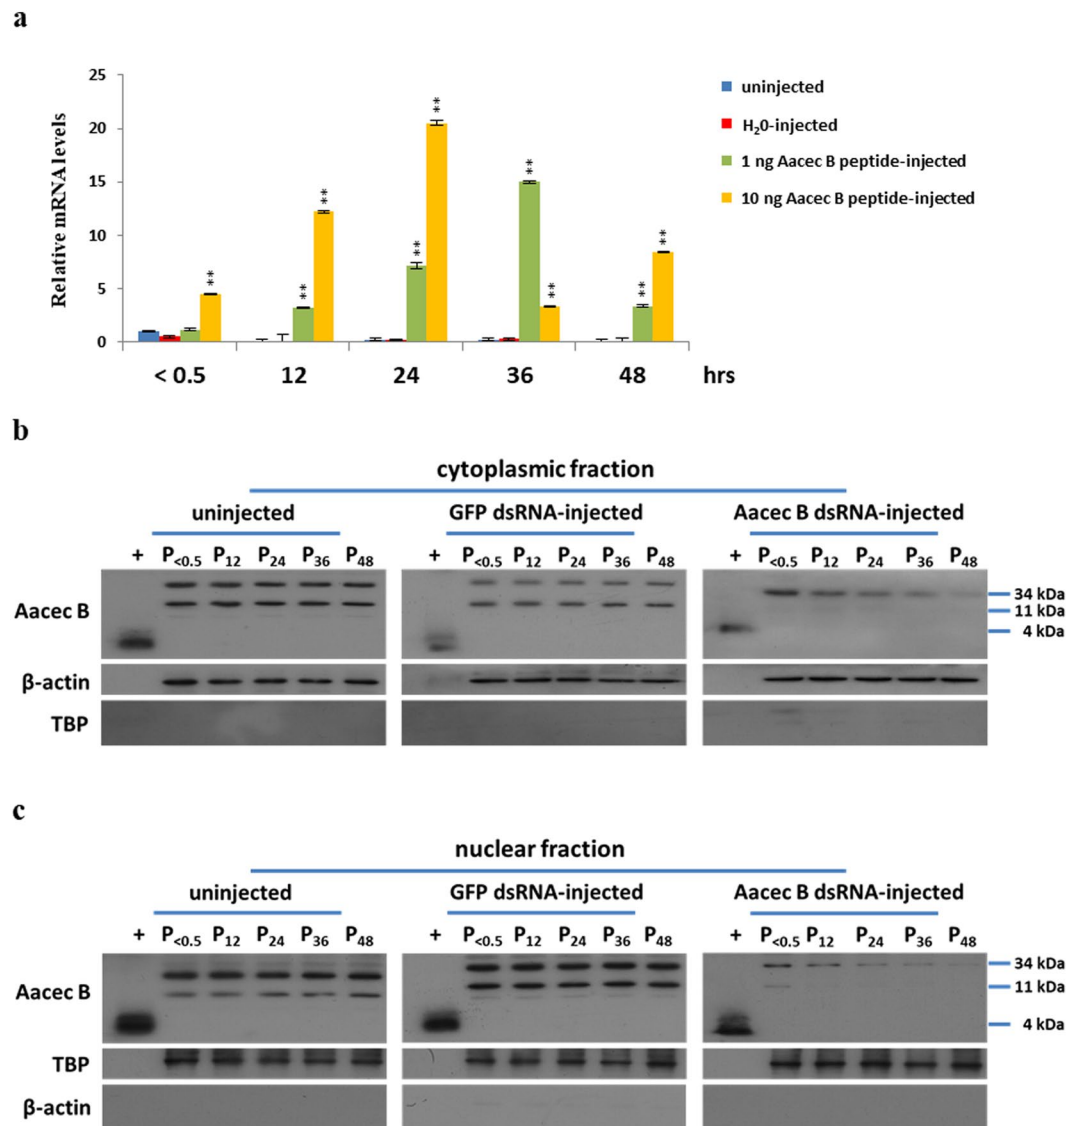 a
25
20
15
10
5
0
Relative mRNA levels
** ** ** ** ** ** ** ** **
< 0.5 12 24 36 48 hrs
uninjected
H₂0-injected
1 ng Aacec B peptide-injected
10 ng Aacec B peptide-injected
b
cytoplasmic fraction
uninjected GFP dsRNA-injected Aacec B dsRNA-injected
+ P<0.5 P12 P24 P36 P48 + P<0.5 P12 P24 P36 P48 + P<0.5 P12 P24 P36 P48
Aacec B
34 kDa
11 kDa
4 kDa
β-actin
TBP
c
nuclear fraction
uninjected GFP dsRNA-injected Aacec B dsRNA-injected
+ P<0.5 P12 P24 P36 P48 + P<0.5 P12 P24 P36 P48 + P<0.5 P12 P24 P36 P48
Aacec B
34 kDa
11 kDa
4 kDa
TBP
β-actin